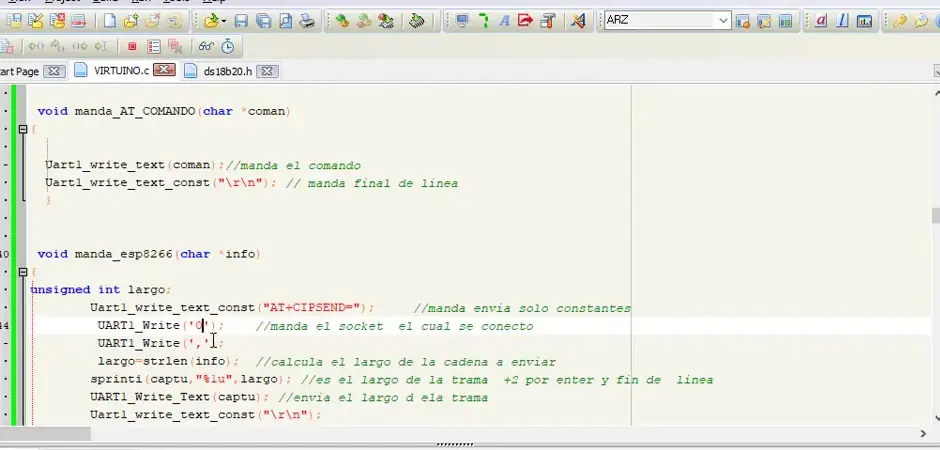 ARZ
art Page VIRTUINO.c ds18b20.h
void manda_AT_COMANDO(char *coman)
{
Uart1_write_text(coman);//manda el comando
Uart1_write_text_const("\r\n"); // manda final de linea
}
40 void manda_esp8266(char *info)
{
unsigned int largo;
Uart1_write_text_const("AT+CIPSEND="); //manda envia solo constantes
44 UART1_Write('0'); //manda el socket el cual se conecto
UART1_Write(',');
largo=strlen(info); //calcula el largo de la cadena a enviar
sprinti(captu,"%1u",largo); //es el largo de la trama +2 por enter y fin de linea
UART1_Write_Text(captu); //envia el largo d ela trama
Uart1_write_text_const("\r\n");